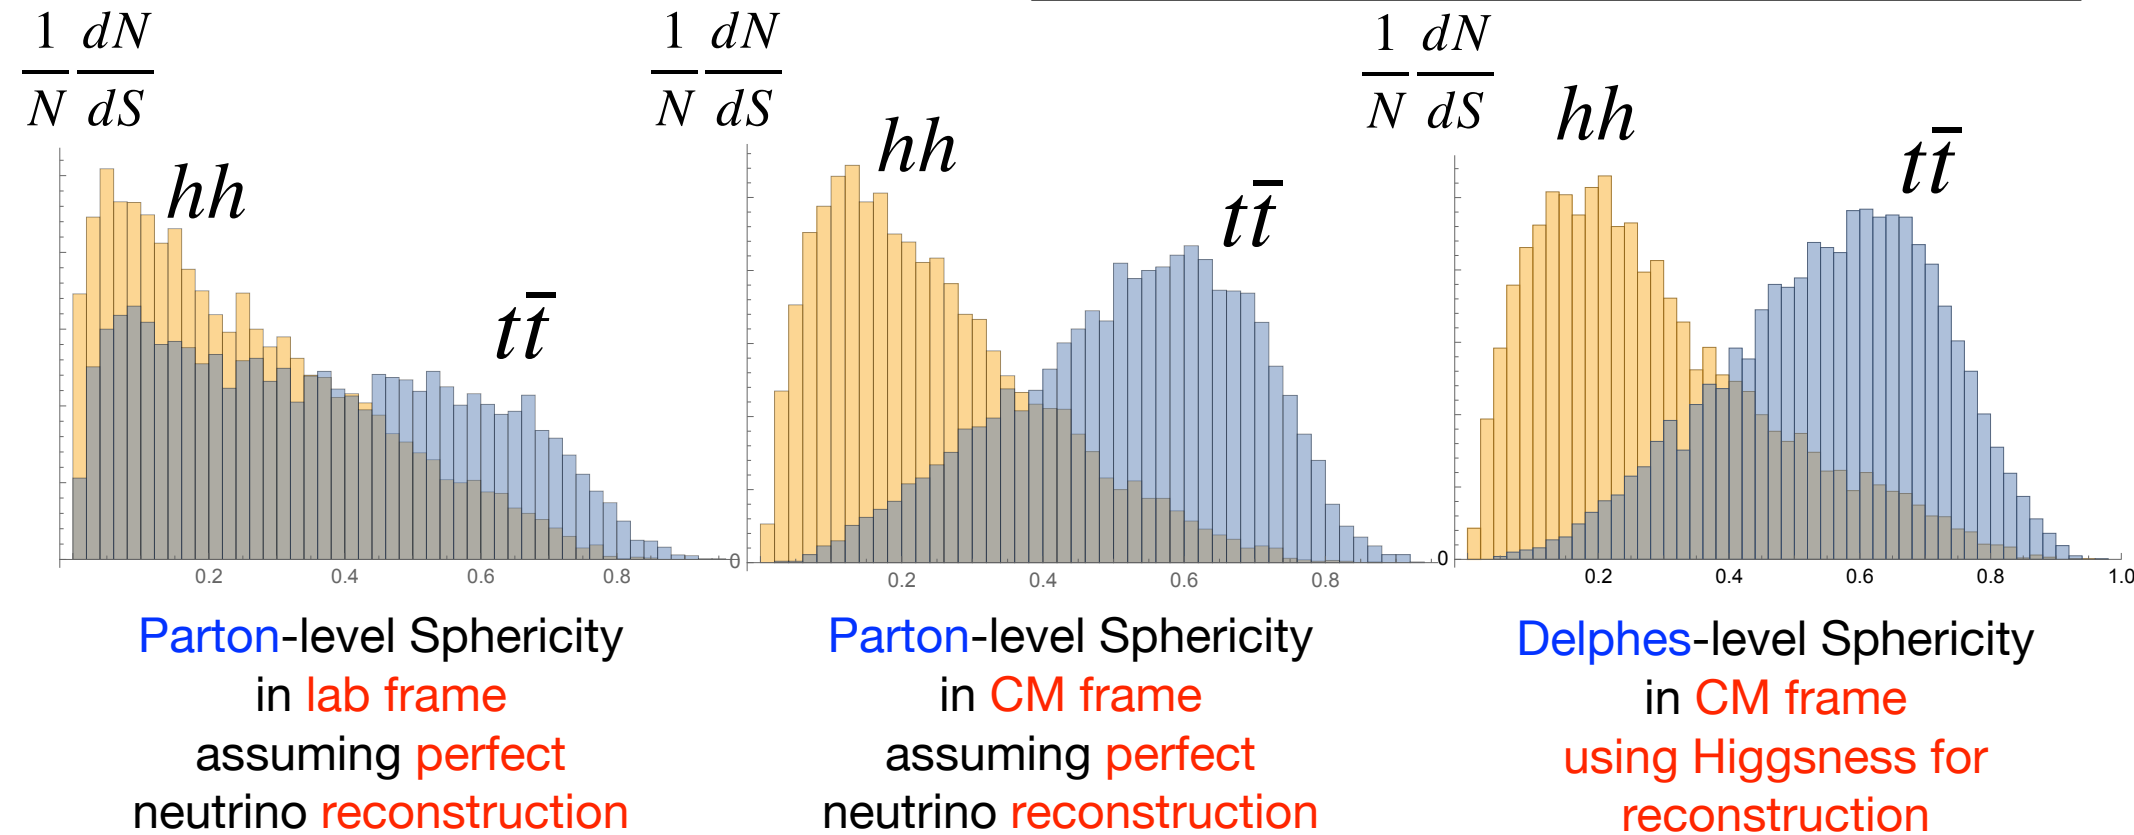 1 dN
N dS
hh
tt̄
0.2 0.4 0.6 0.8
Parton-level Sphericity
in lab frame
assuming perfect
neutrino reconstruction
1 dN
N dS
hh
tt̄
0 0.2 0.4 0.6 0.8
Parton-level Sphericity
in CM frame
assuming perfect
neutrino reconstruction
1 dN
N dS
hh
tt̄
0 0.2 0.4 0.6 0.8 1.0
Delphes-level Sphericity
in CM frame
using Higgsness for
reconstruction